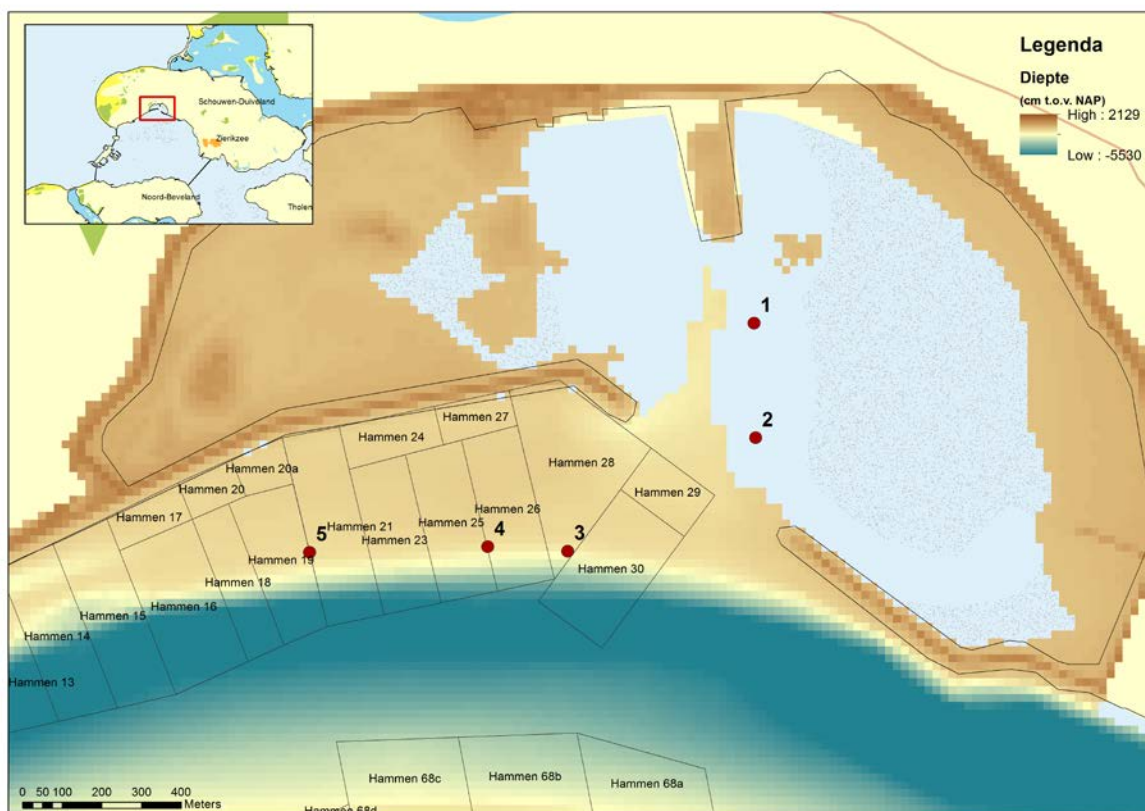 Legenda
Diepte
(cm t.o.v. NAP)
High : 2129
Low : -5530
Schouwen-Duiveland
Zierikzee
Noord-Beveland
Tholen
1
2
3
4
5
Hammen 27
Hammen 24
Hammen 28
Hammen 20a
Hammen 29
Hammen 20
Hammen 17
Hammen 26
Hammen 21
Hammen 25
Hammen 23
Hammen 19
Hammen 30
Hammen 18
Hammen 16
Hammen 15
Hammen 14
Hammen 13
Hammen 68c
Hammen 68b
Hammen 68a
Hammen 68d
0 50 100 200 300 400
Meters